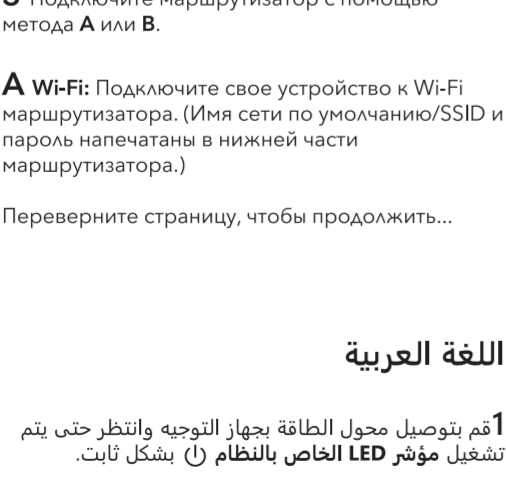 3 Подключите маршрутизатор с помощью
метода A или B.
A Wi-Fi: Подключите свое устройство к Wi-Fi
маршрутизатора. (Имя сети по умолчанию/SSID и
пароль напечатаны в нижней части
маршрутизатора.)
Переверните страницу, чтобы продолжить...
اللغة العربية
1قم بتوصيل محول الطاقة بجهاز التوجيه وانتظر حتى يتم
تشغيل مؤشر LED الخاص بالنظام ⏻ بشكل ثابت.